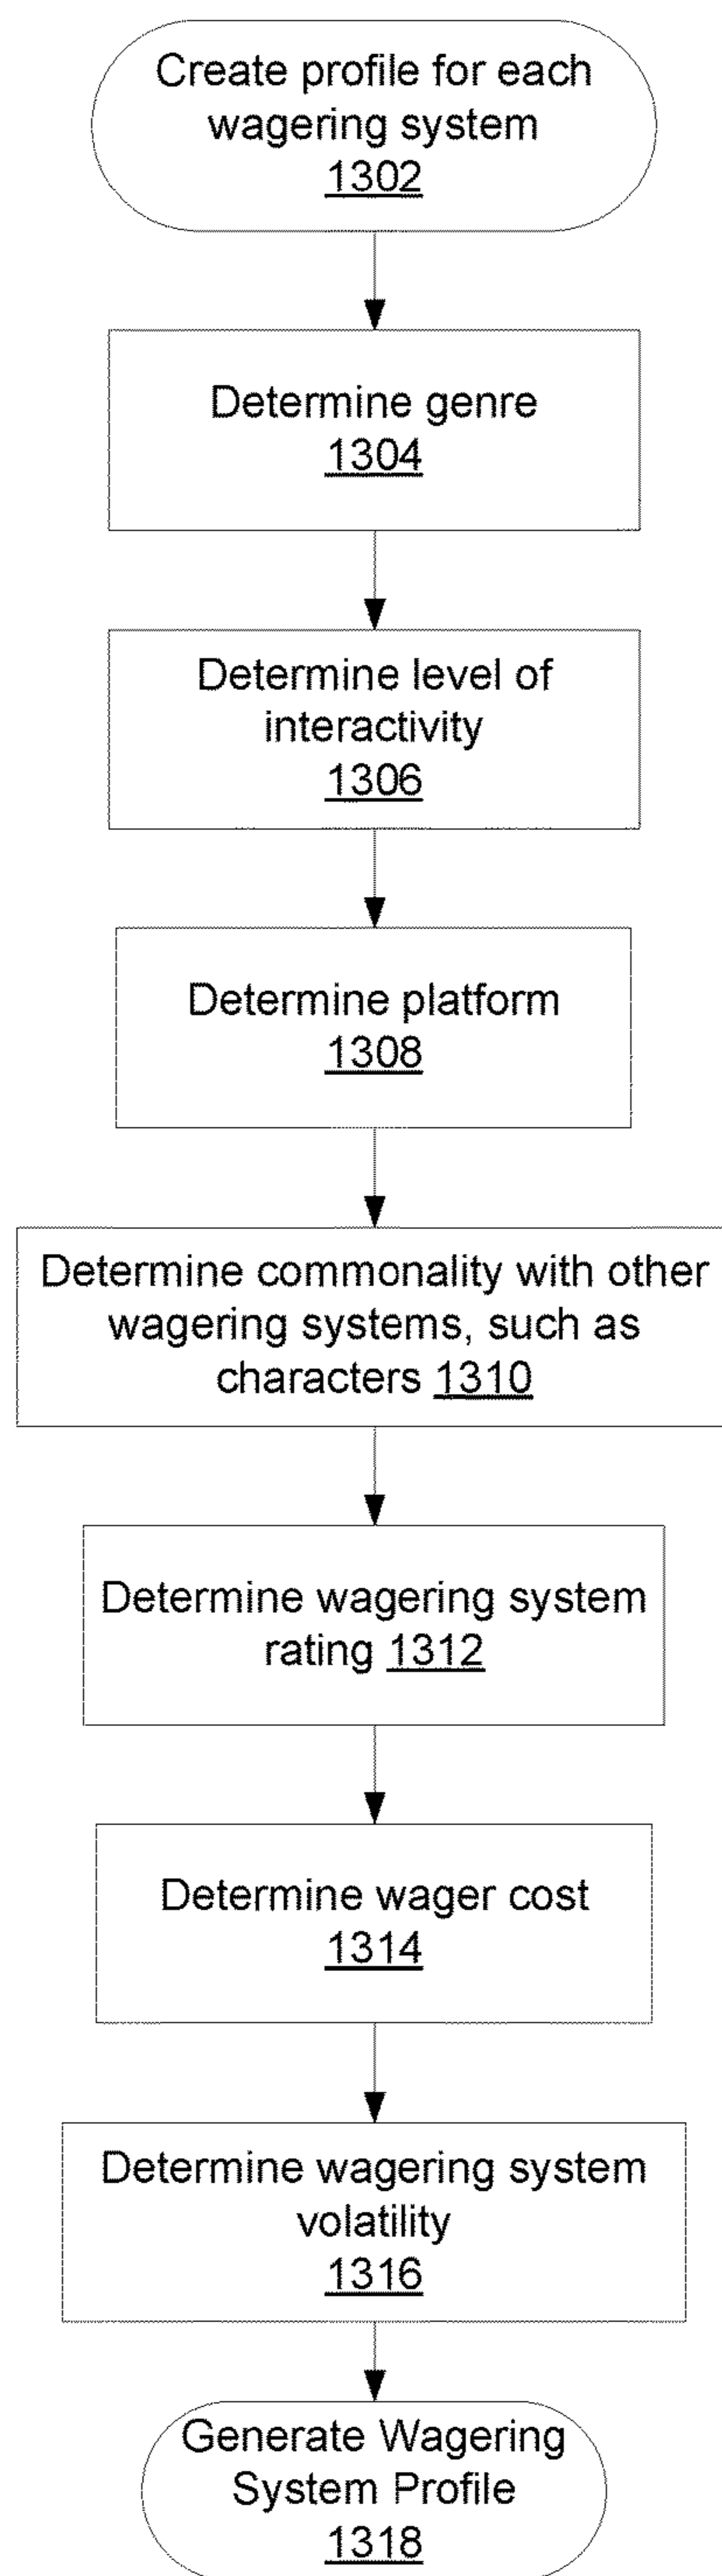 Create profile for each
wagering system
1302
Determine genre
1304
Determine level of
interactivity
1306
Determine platform
1308
Determine commonality with other
wagering systems, such as
characters 1310
Determine wagering system
rating 1312
Determine wager cost
1314
Determine wagering system
volatility
1316
Generate Wagering
System Profile
1318